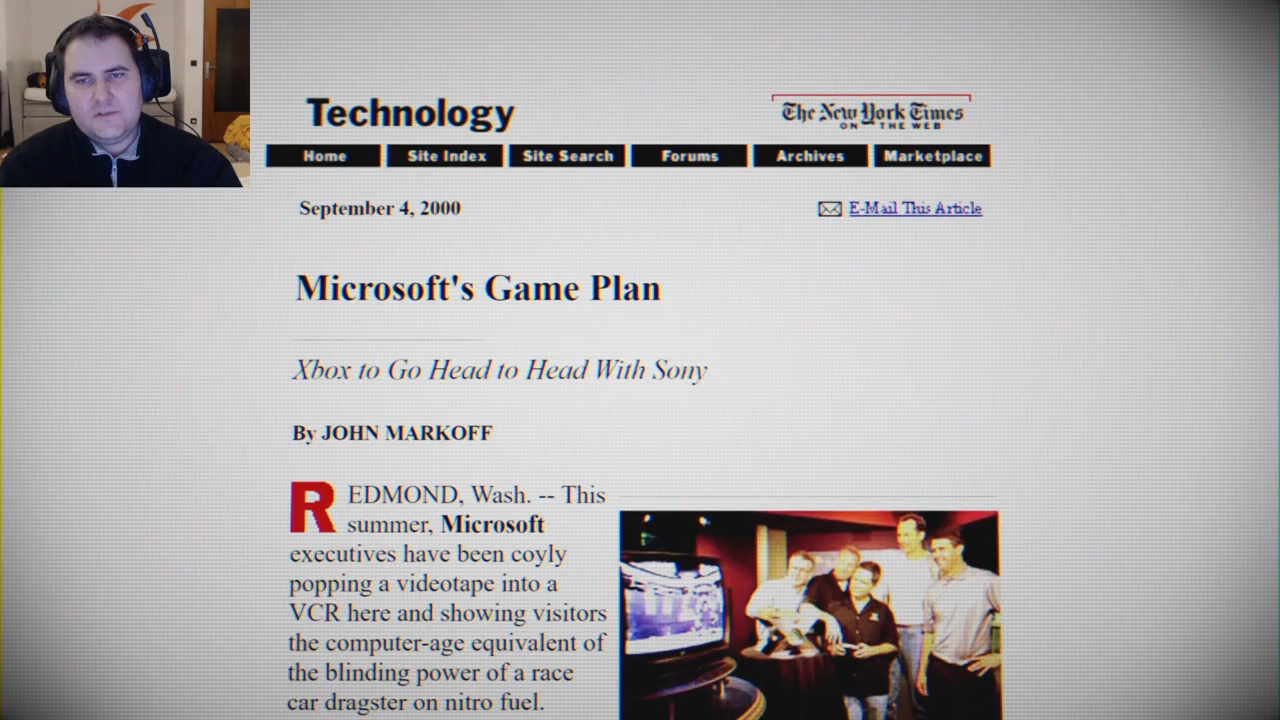 Technology
The New York Times
ON THE WEB
Home Site Index Site Search Forums Archives Marketplace
September 4, 2000
E-Mail This Article
Microsoft's Game Plan
Xbox to Go Head to Head With Sony
By JOHN MARKOFF
REDMOND, Wash. -- This
summer, Microsoft
executives have been coyly
popping a videotape into a
VCR here and showing visitors
the computer-age equivalent of
the blinding power of a race
car dragster on nitro fuel.